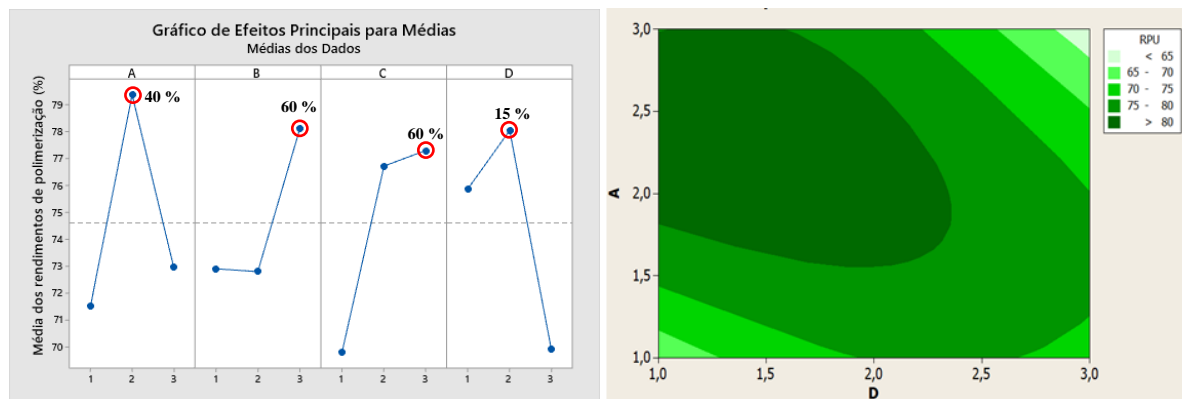 Gráfico de Efeitos Principais para Médias
Médias dos Dados
Média dos rendimentos de polimerização (%)
A B C D
79
78
77
76
75
74
73
72
71
70
40 %
60 %
60 %
15 %
1 2 3 1 2 3 1 2 3 1 2 3
3,0
2,5
2,0
1,5
1,0
A
1,0 1,5 2,0 2,5 3,0
D
RPU
< 65
65 - 70
70 - 75
75 - 80
> 80